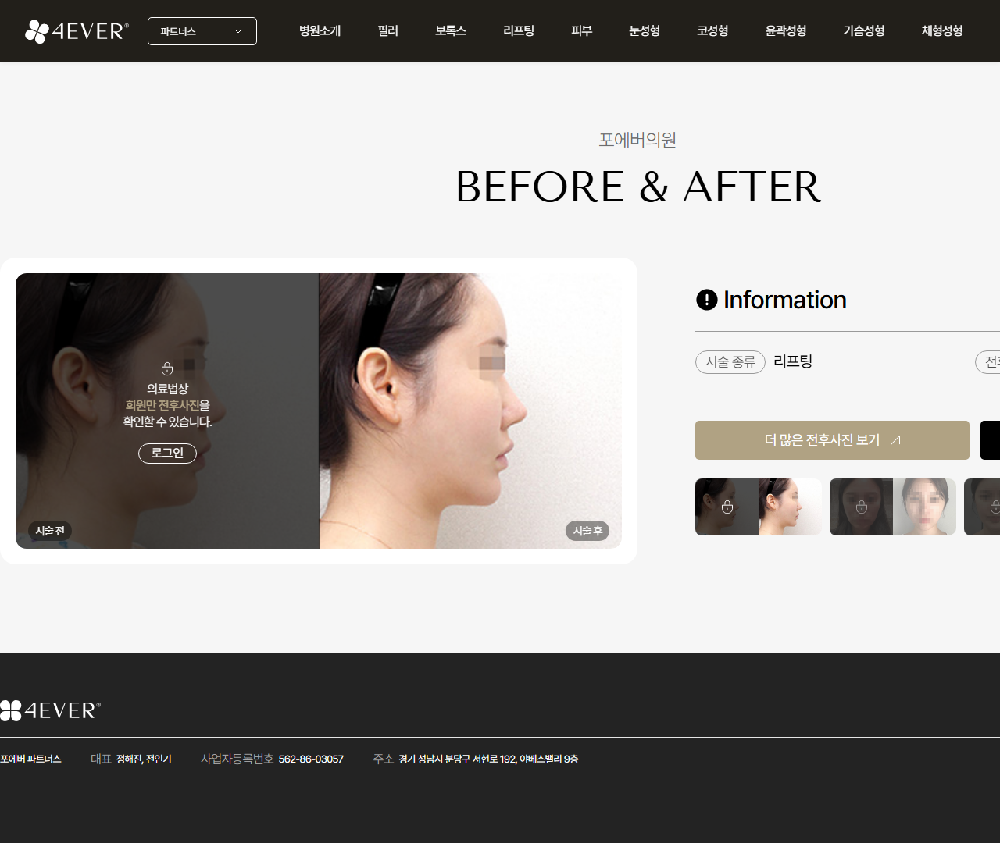 4EVER®
파트너스
병원소개
필러
보톡스
리프팅
피부
눈성형
코성형
윤곽성형
가슴성형
체형성형
포에버의원
BEFORE & AFTER
의료법상
회원만 전후사진을
확인할 수 있습니다.
로그인
시술 전
시술 후
Information
시술 종류 리프팅
더 많은 전후사진 보기
4EVER®
포에버 파트너스 대표 정해진, 전인기 사업자등록번호 562-86-03057 주소 경기 성남시 분당구 서현로 192, 야베스밸리 9층